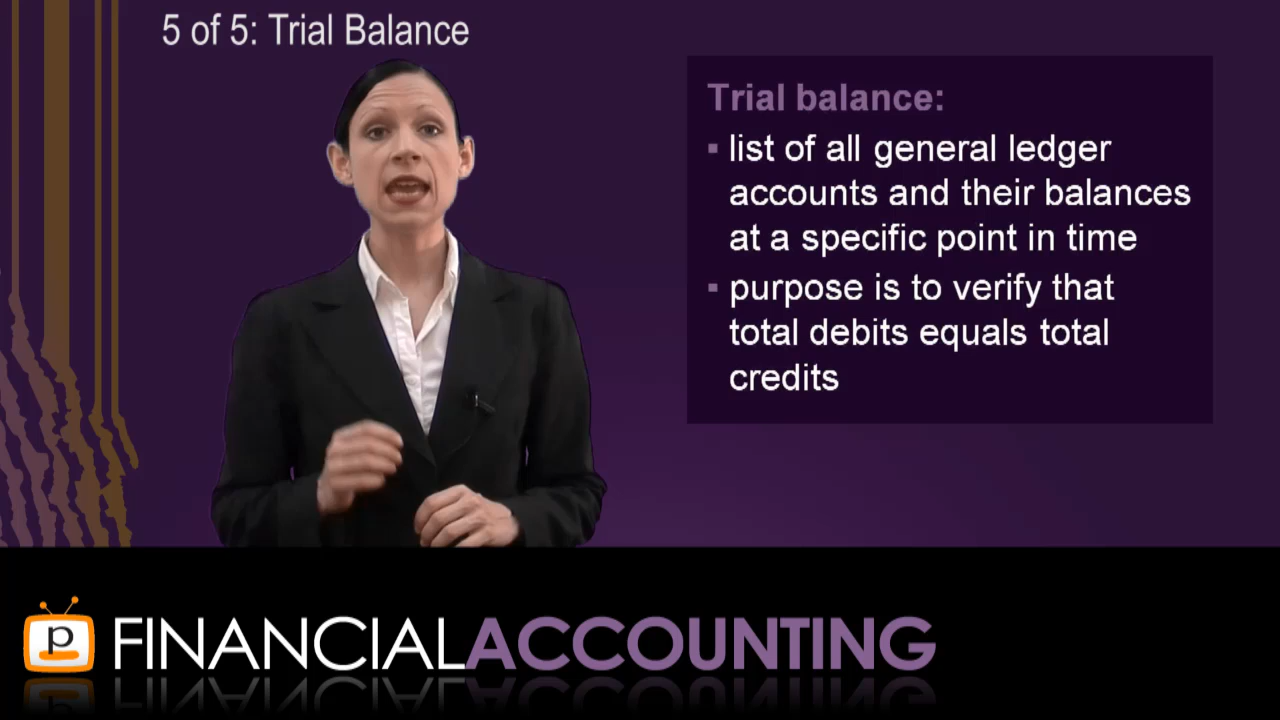 5 of 5: Trial Balance
Trial balance:
▪ list of all general ledger
accounts and their balances
at a specific point in time
▪ purpose is to verify that
total debits equals total
credits
p FINANCIALACCOUNTING